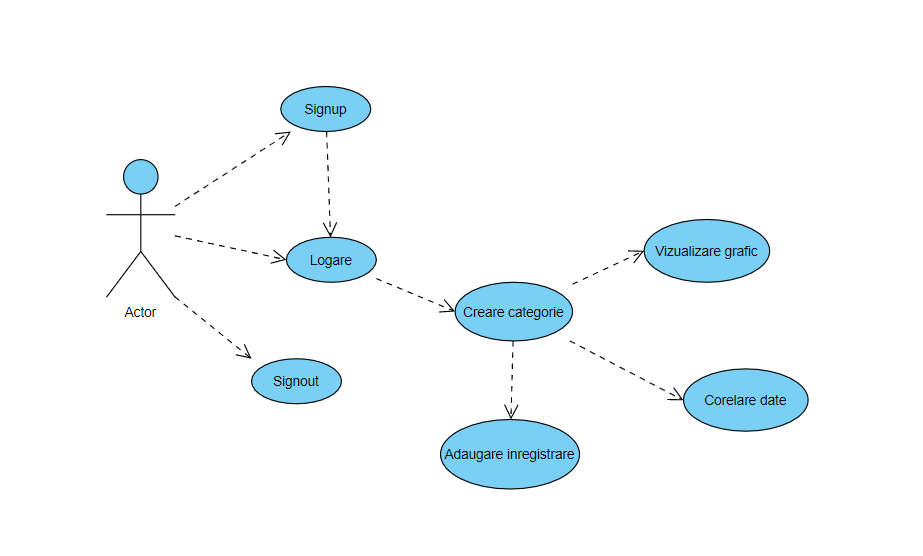 Signup
Actor
Logare
Signout
Creare categorie
Vizualizare grafic
Corelare date
Adaugare inregistrare